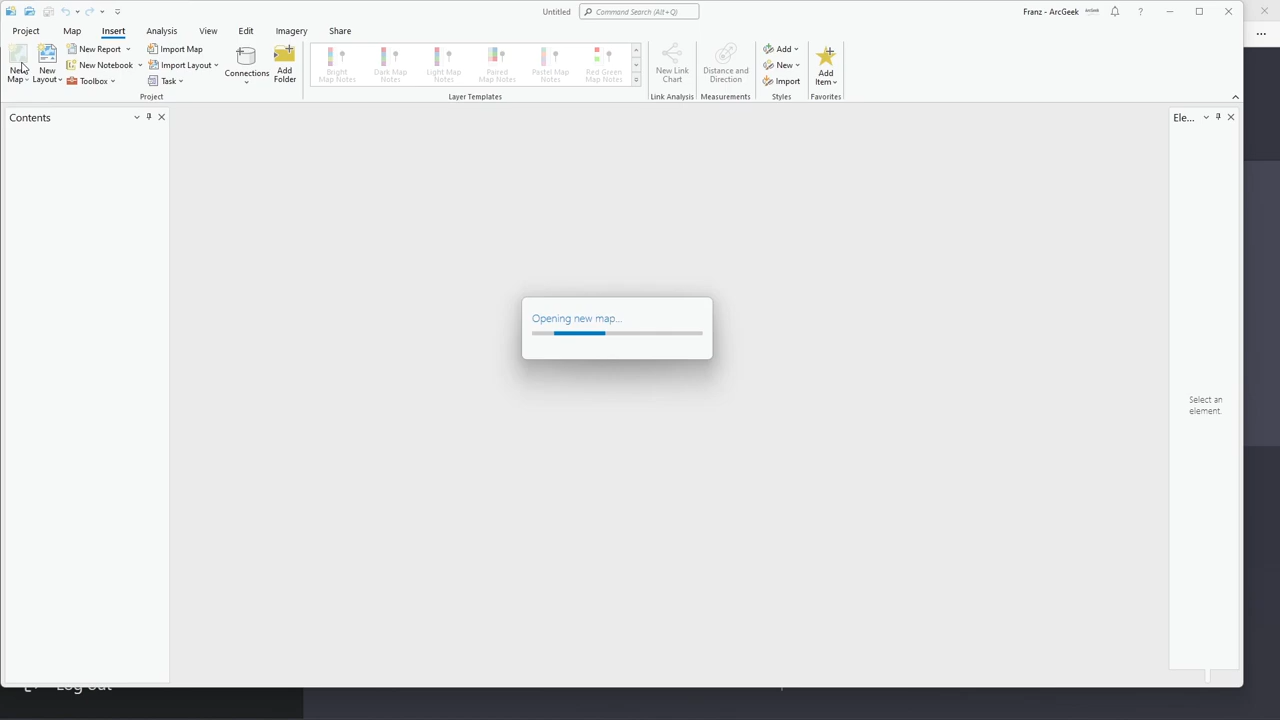 Untitled
Command Search (Alt+Q)
Franz - ArcGeek
Project
Map
Insert
Analysis
View
Edit
Imagery
Share
New Map
New Layout
New Report
New Notebook
Toolbox
Import Map
Import Layout
Task
Connections
Add Folder
Bright Map Notes
Dark Map Notes
Light Map Notes
Paired Map Notes
Pastel Map Notes
Red Green Map Notes
New Link Chart
Distance and Direction
Add
New
Import
Add Item
Project
Layer Templates
Link Analysis
Measurements
Styles
Favorites
Contents
Ele...
Opening new map...
Select an
element.
Log Out